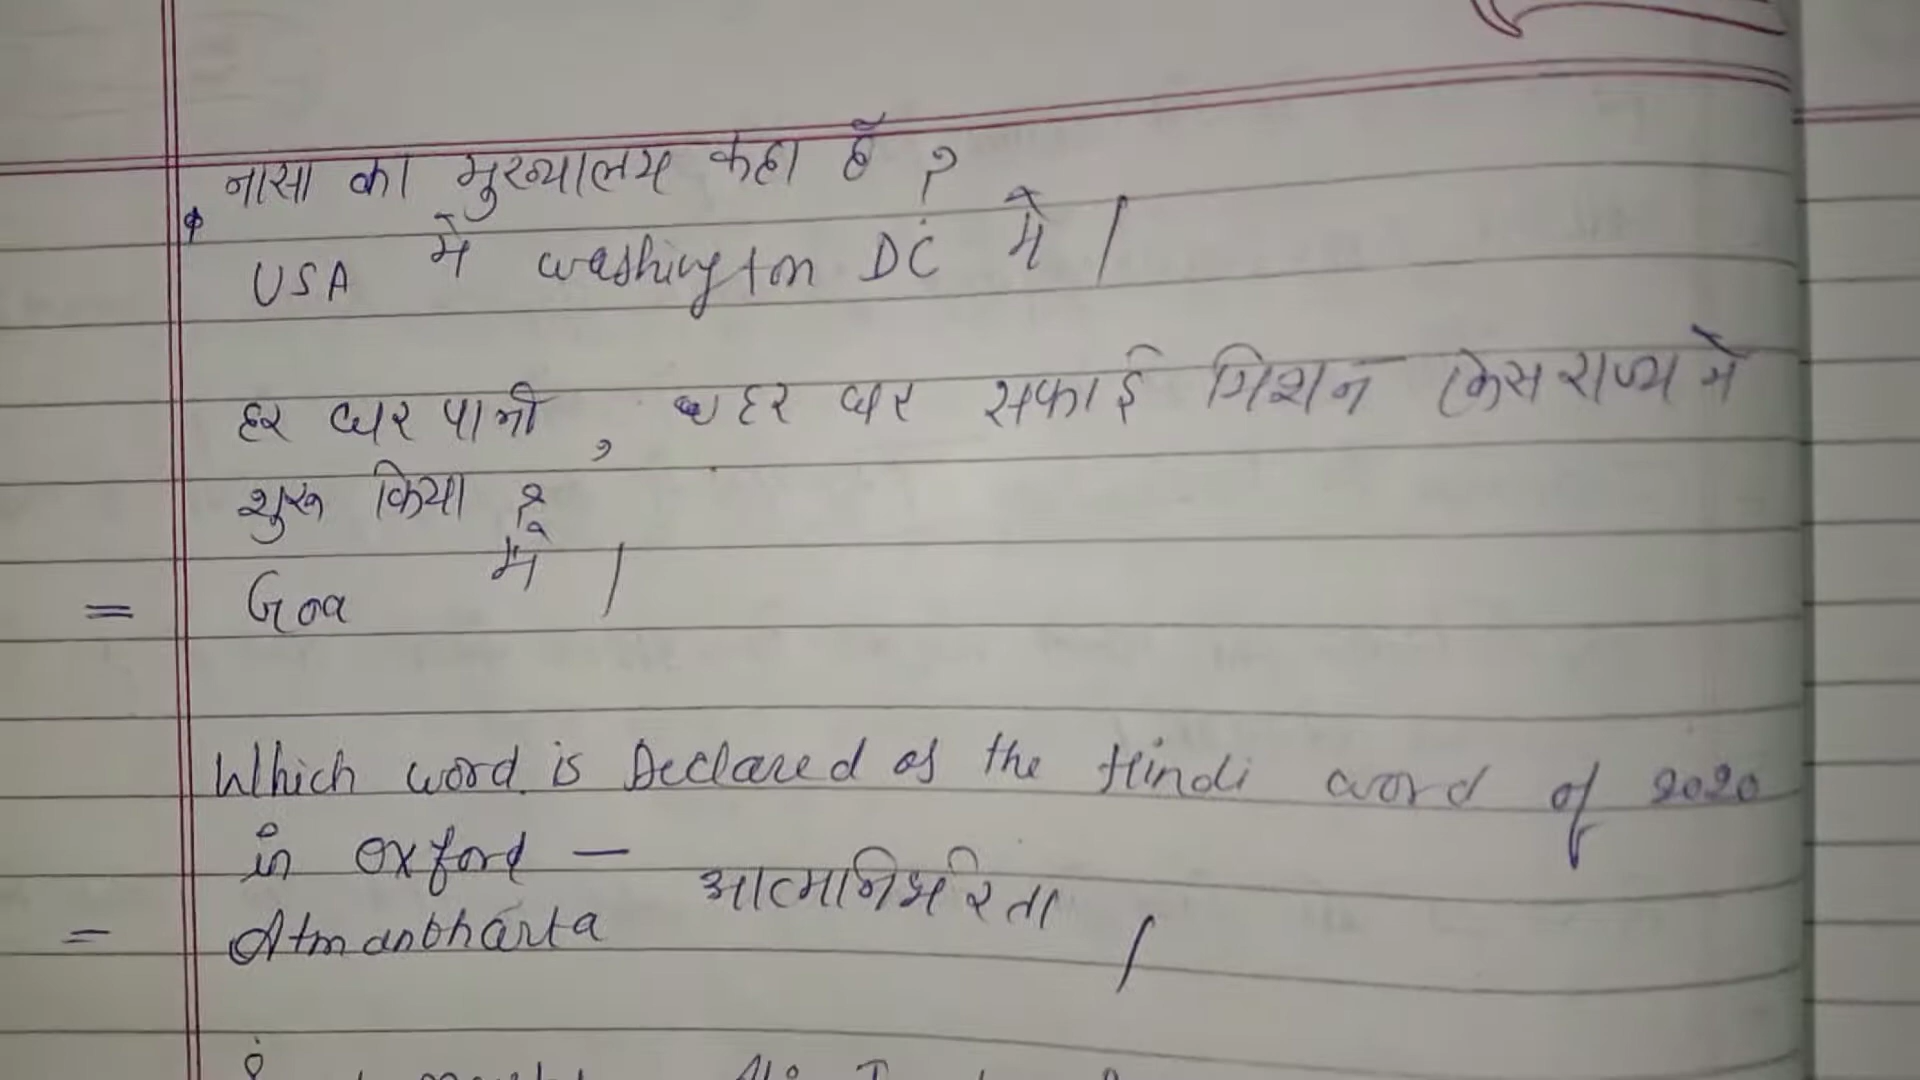 नासा का मुख्यालय कहा है ?
USA में washington DC में |
हर घर पानी , हर घर सफाई मिशन किस राज्य ने
शुरू किया ?
= Goa में |
Which word is Declared as the Hindi word of 2020
in oxford —
= Atmanbharta आत्मानिर्भरता |